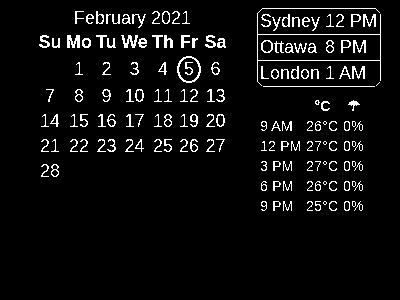 February 2021
Su Mo Tu We Th Fr Sa
1 2 3 4 5 6
7 8 9 10 11 12 13
14 15 16 17 18 19 20
21 22 23 24 25 26 27
28
Sydney 12 PM
Ottawa 8 PM
London 1 AM
°C ☂
9 AM 26°C 0%
12 PM 27°C 0%
3 PM 27°C 0%
6 PM 26°C 0%
9 PM 25°C 0%